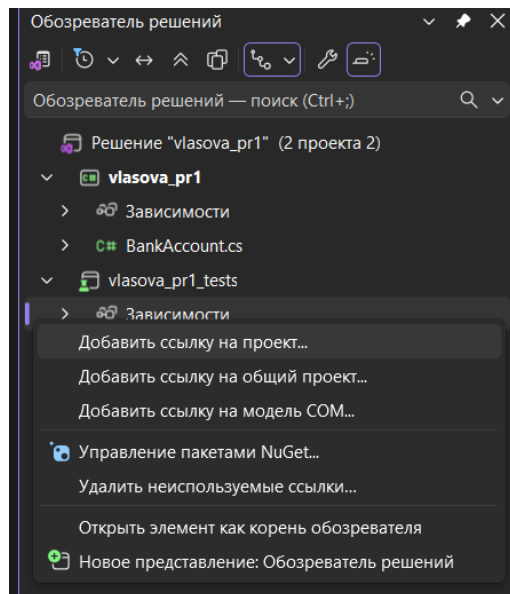 Обозреватель решений
Обозреватель решений — поиск (Ctrl+;)
Решение "vlasova_pr1" (2 проекта 2)
C# vlasova_pr1
Зависимости
C# BankAccount.cs
vlasova_pr1_tests
Зависимости
Добавить ссылку на проект...
Добавить ссылку на общий проект...
Добавить ссылку на модель COM...
Управление пакетами NuGet...
Удалить неиспользуемые ссылки...
Открыть элемент как корень обозревателя
Новое представление: Обозреватель решений